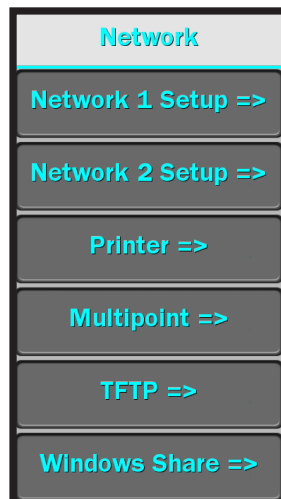 Network
Network 1 Setup =>
Network 2 Setup =>
Printer =>
Multipoint =>
TFTP =>
Windows Share =>